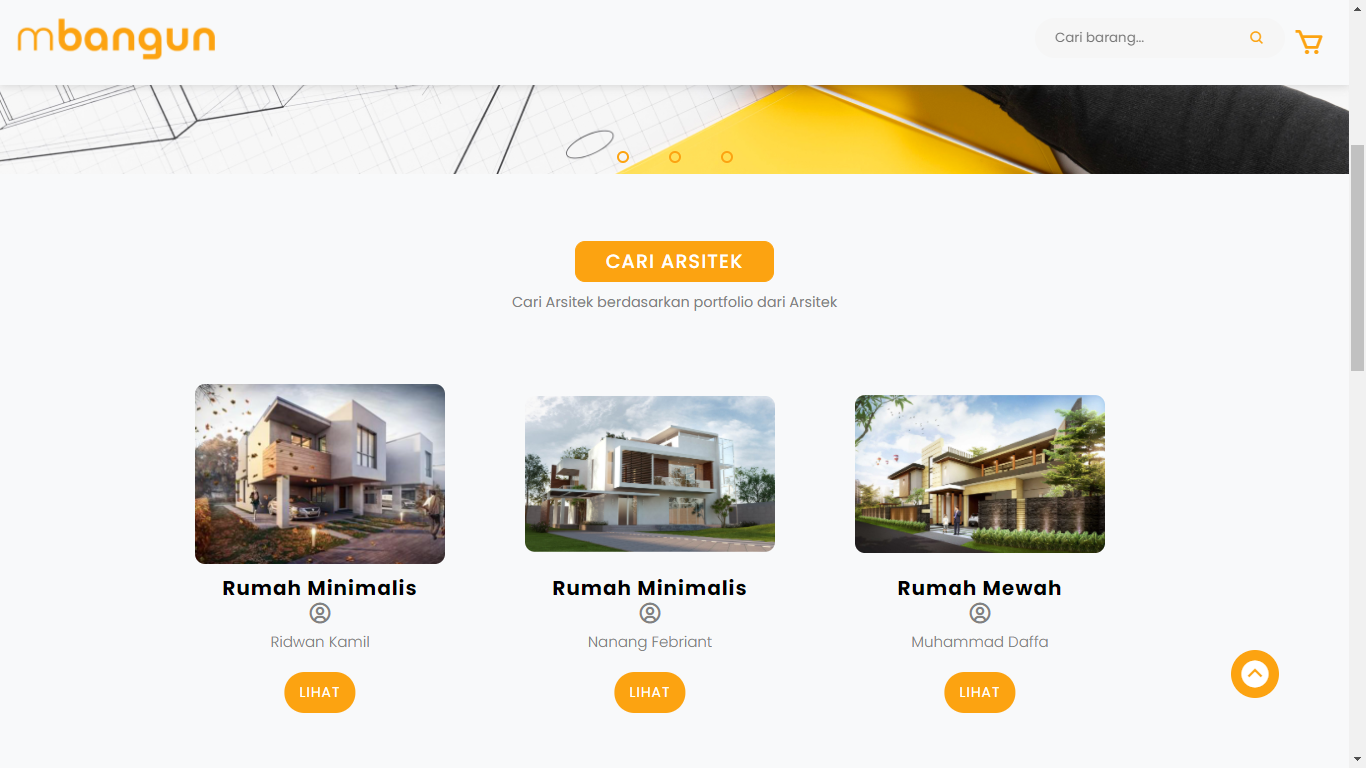 mbangun
Cari barang...
CARI ARSITEK
Cari Arsitek berdasarkan portfolio dari Arsitek
Rumah Minimalis
Rumah Minimalis
Rumah Mewah
Ridwan Kamil
Nanang Febriant
Muhammad Daffa
LIHAT
LIHAT
LIHAT